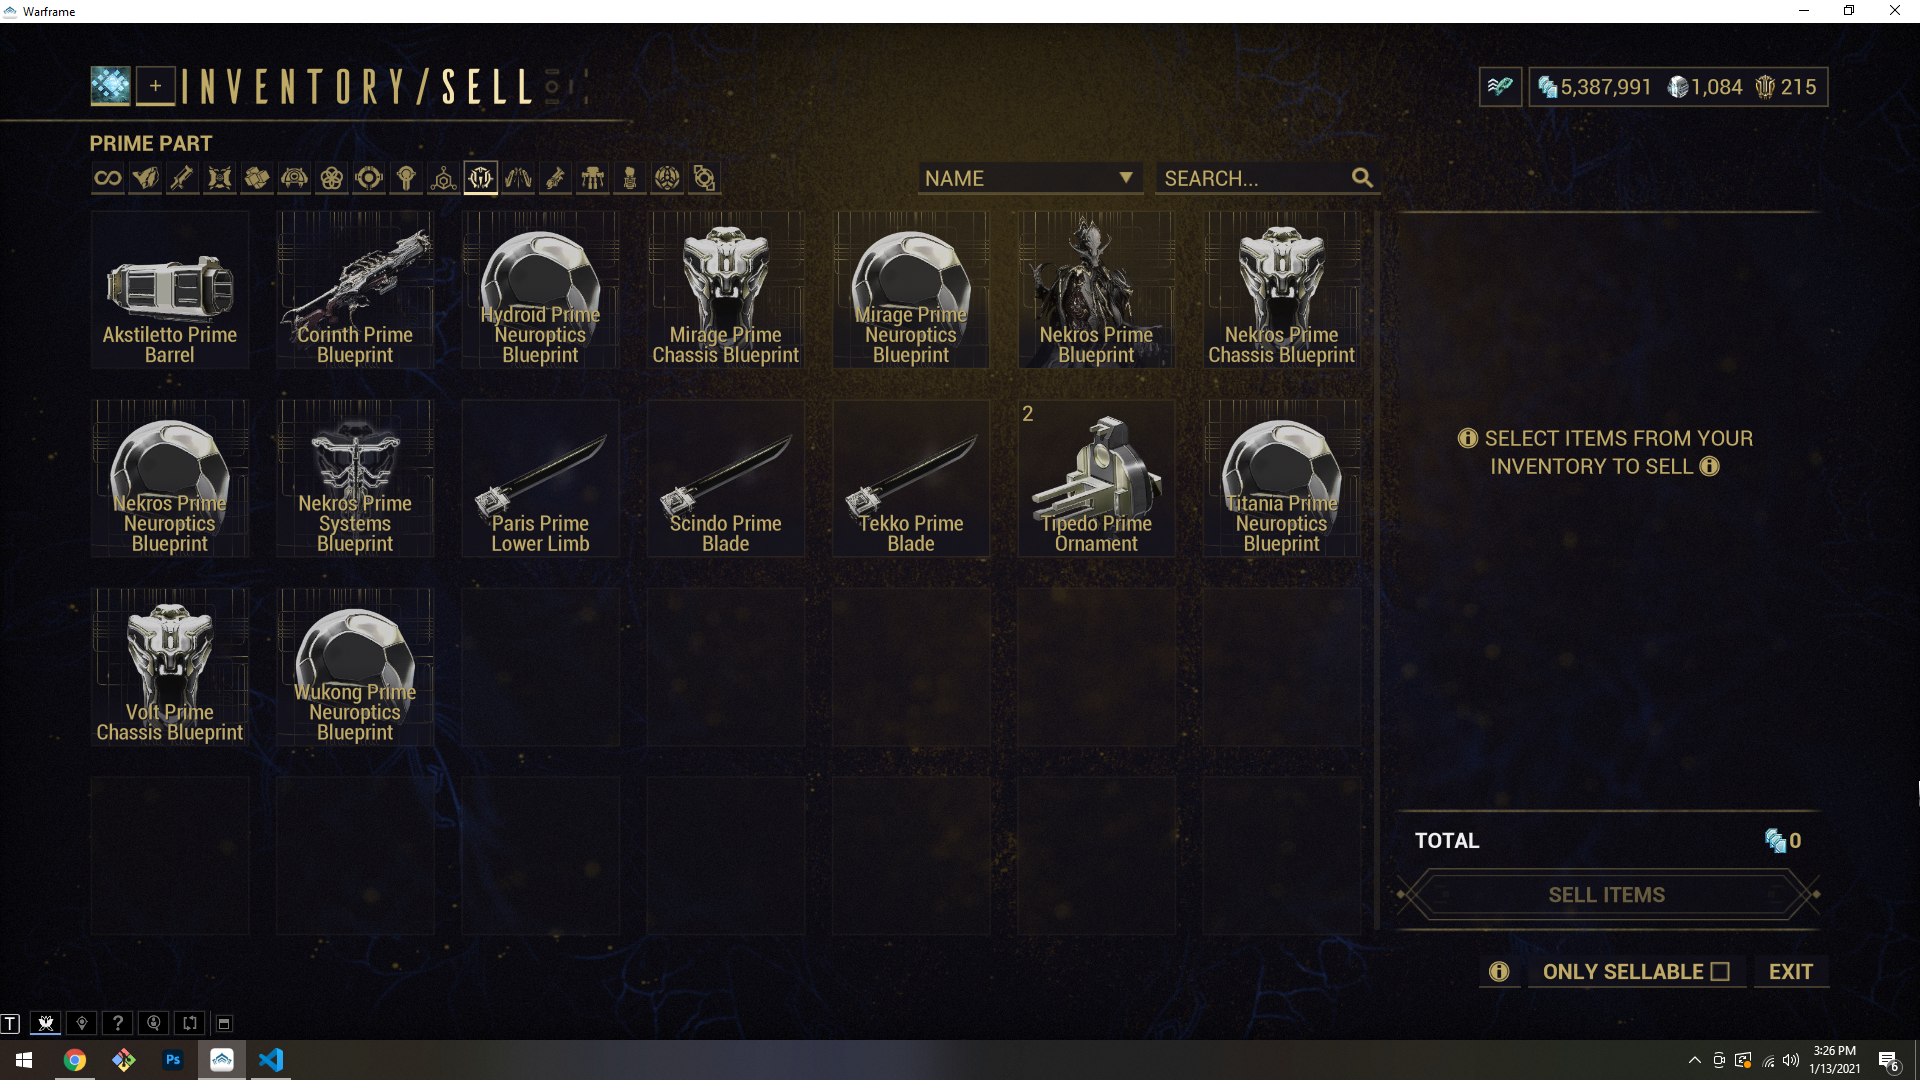 Warframe
INVENTORY/SELL
5,387,991 1,084 215
PRIME PART
NAME
SEARCH...
Akstiletto Prime
Barrel
Corinth Prime
Blueprint
Hydroid Prime
Neuroptics
Blueprint
Mirage Prime
Chassis Blueprint
Mirage Prime
Neuroptics
Blueprint
Nekros Prime
Blueprint
Nekros Prime
Chassis Blueprint
Nekros Prime
Neuroptics
Blueprint
Nekros Prime
Systems
Blueprint
Paris Prime
Lower Limb
Scindo Prime
Blade
Tekko Prime
Blade
2
Tipedo Prime
Ornament
Titania Prime
Neuroptics
Blueprint
Volt Prime
Chassis Blueprint
Wukong Prime
Neuroptics
Blueprint
SELECT ITEMS FROM YOUR
INVENTORY TO SELL
TOTAL 0
SELL ITEMS
ONLY SELLABLE
EXIT
T
?
Ps
3:26 PM
1/13/2021
6